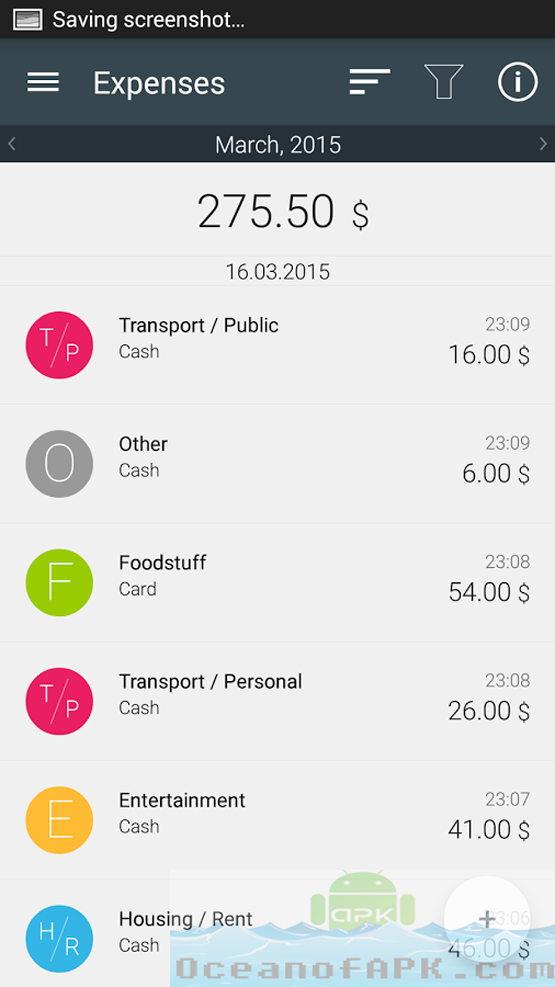 Saving screenshot...
Expenses
March, 2015
275.50 $
16.03.2015
T/P
Transport / Public
23:09
Cash
16.00 $
O
Other
23:09
Cash
6.00 $
F
Foodstuff
23:08
Card
54.00 $
T/P
Transport / Personal
23:08
Cash
26.00 $
E
Entertainment
23:07
Cash
41.00 $
H/R
Housing / Rent
23:06
Cash
46.00 $
APK
OceanofAPK.com